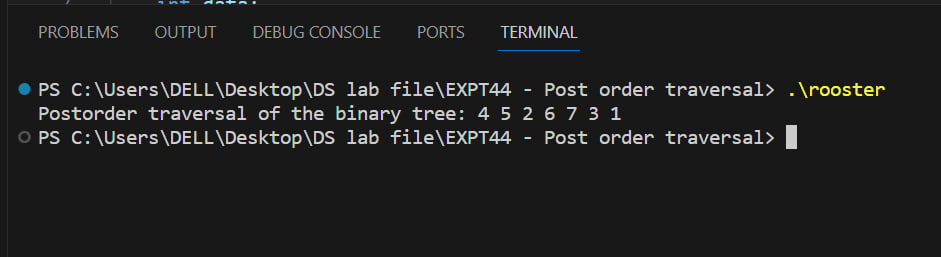 int data;
PROBLEMS OUTPUT DEBUG CONSOLE PORTS TERMINAL
PS C:\Users\DELL\Desktop\DS lab file\EXPT44 - Post order traversal> .\rooster
Postorder traversal of the binary tree: 4 5 2 6 7 3 1
PS C:\Users\DELL\Desktop\DS lab file\EXPT44 - Post order traversal>